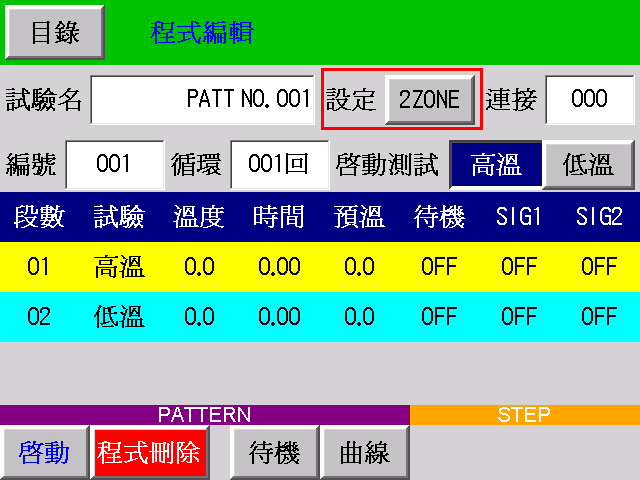 目錄 程式編輯
試驗名 PATT NO.001 設定 2ZONE 連接 000
編號 001 循環 001回 啓動測試 高溫 低溫
段數 試驗 溫度 時間 預溫 待機 SIG1 SIG2
01 高溫 0.0 0.00 0.0 OFF OFF OFF
02 低溫 0.0 0.00 0.0 OFF OFF OFF
PATTERN STEP
啓動 程式刪除 待機 曲線